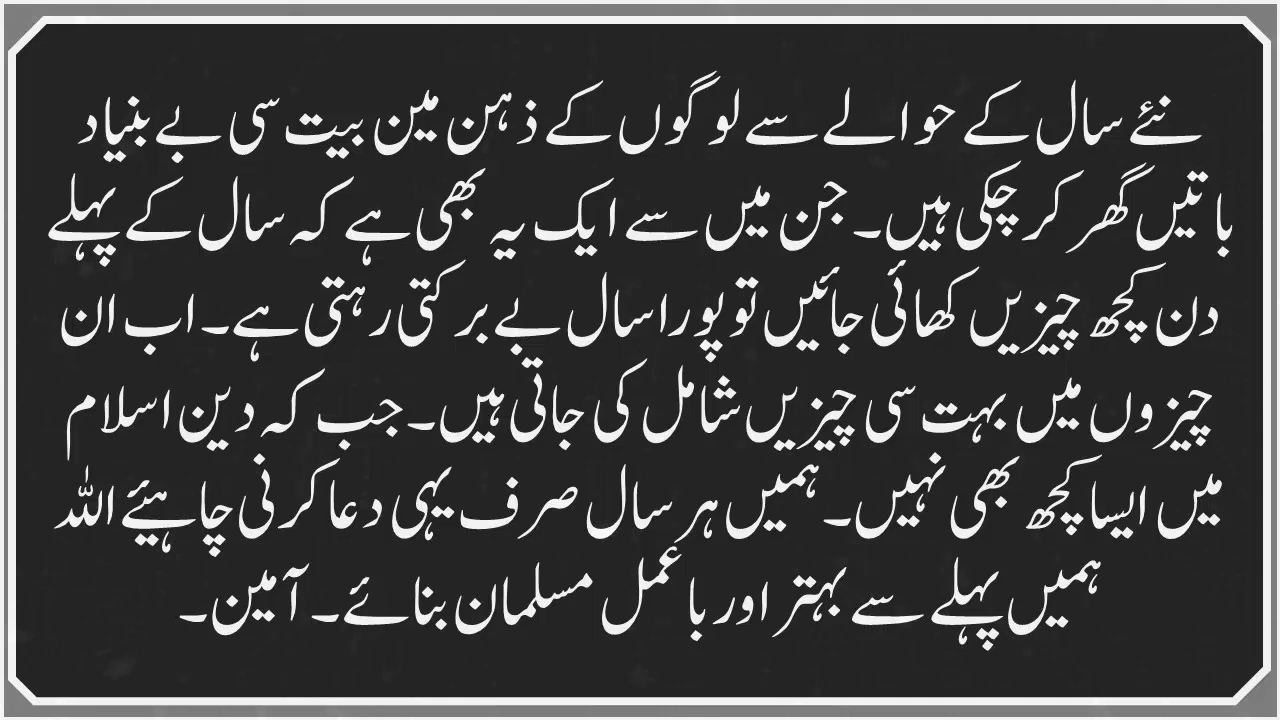 نئے سال کے حوالے سے لوگوں کے ذہن مین بیت سی بے بنیاد
باتیں گھر کر چکی ہیں۔ جن میں سے ایک یہ بھی ہے کہ سال کے پہلے
دن کچھ چیزیں کھائی جائیں تو پورا سال بے برکتی رہتی ہے۔ اب ان
چیزوں میں بہت سی چیزیں شامل کی جاتی ہیں۔ جب کہ دین اسلام
میں ایسا کچھ بھی نہیں۔ ہمیں ہر سال صرف یہی دعا کرنی چاہیئے اللہ
ہمیں پہلے سے بہتر اور باعمل مسلمان بنائے۔ آمین۔